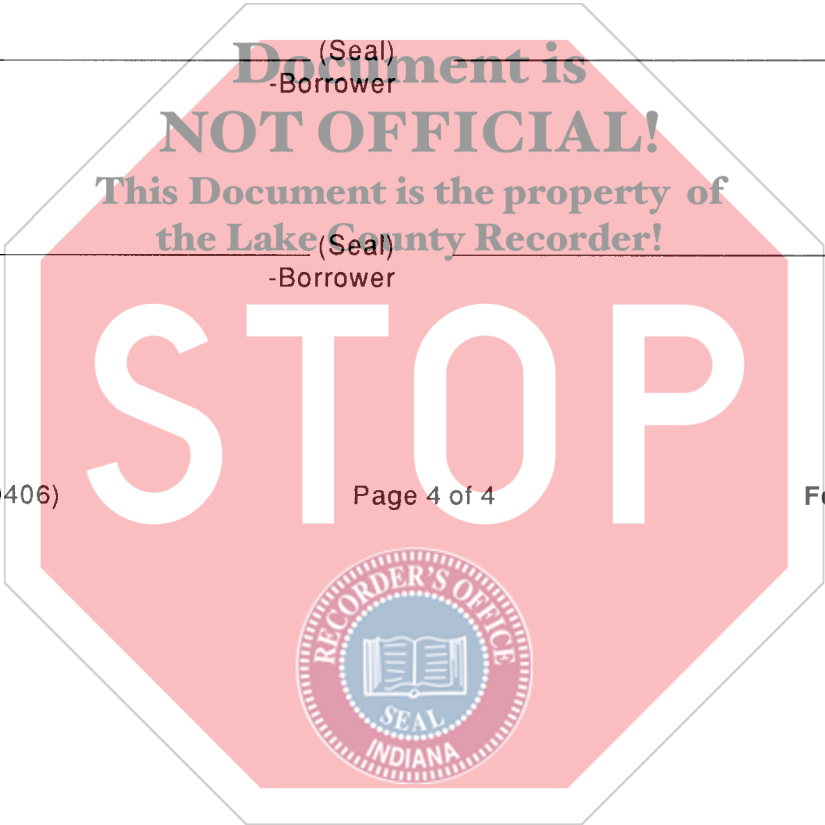 (Seal)
-Borrower
Document is
NOT OFFICIAL!
This Document is the property of
the Lake County Recorder!
(Seal)
-Borrower
STOP
406)
Page 4 of 4
RECORDER'S OFFICE
SEAL
INDIANA